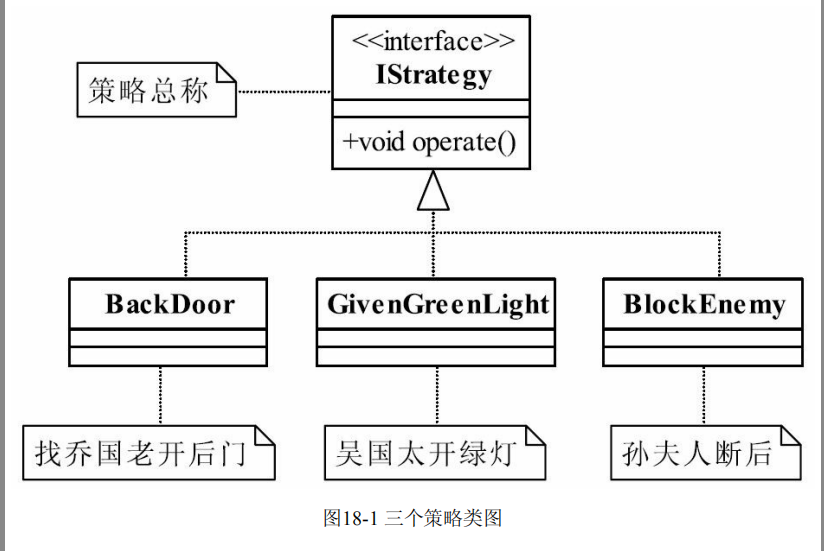 <<interface>>
IStrategy
策略总称
+void operate()
BackDoor
GivenGreenLight
BlockEnemy
找乔国老开后门
吴国太开绿灯
孙夫人断后
图18-1 三个策略类图